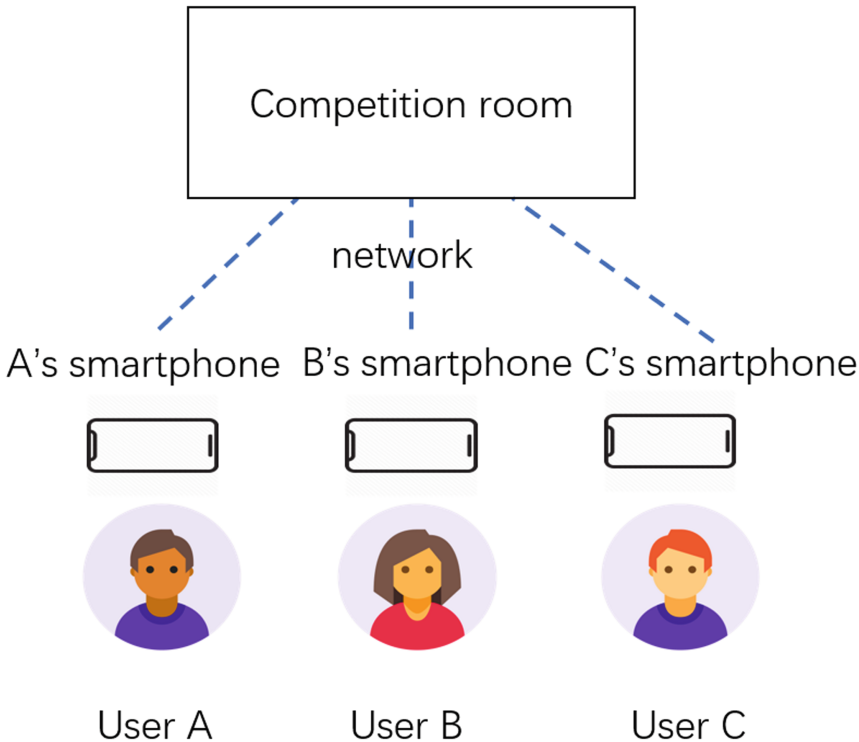 Competition room
network
A's smartphone B's smartphone C's smartphone
User A User B User C